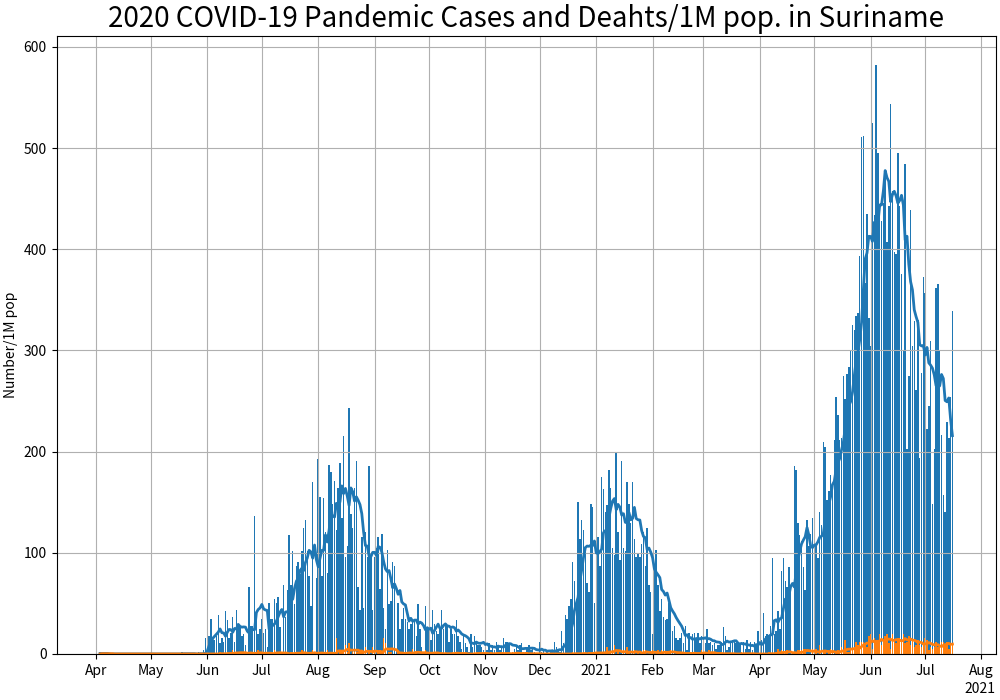 2020 COVID-19 Pandemic Cases and Deahts/1M pop. in Suriname
Number/1M pop
600
500
400
300
200
100
0
Apr May Jun Jul Aug Sep Oct Nov Dec 2021 Feb Mar Apr May Jun Jul Aug
2021